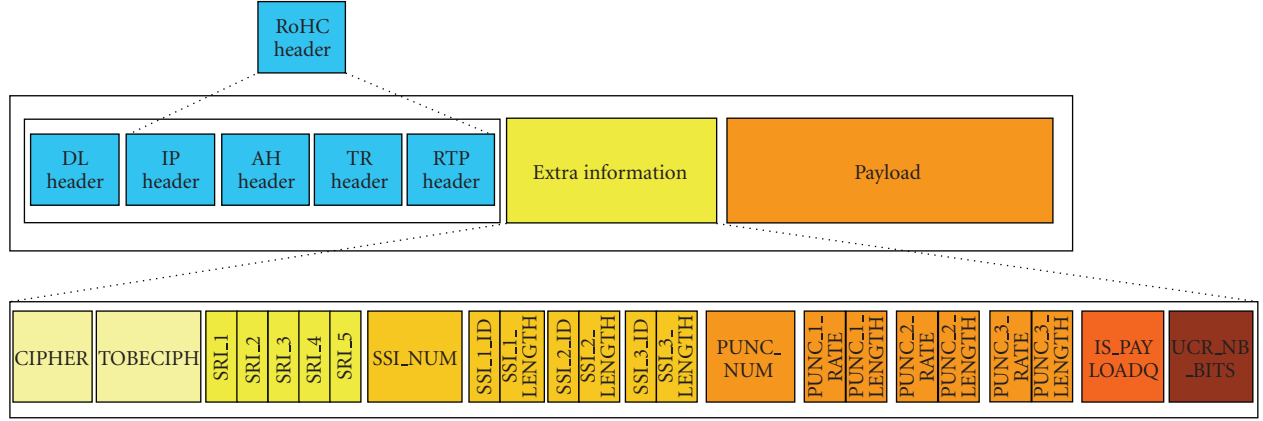 RoHC
header
DL
header
IP
header
AH
header
TR
header
RTP
header
Extra information
Payload
CIPHER
TOBECIPH
SRI_1
SRI_2
SRI_3
SRI_4
SRI_5
SSI_NUM
SSI_1_ID
SSI_1_
LENGTH
SSI_2_ID
SSI_2_
LENGTH
SSI_3_ID
SSI_3_
LENGTH
PUNC_
NUM
PUNC_1_
RATE
PUNC_1_
LENGTH
PUNC_2_
RATE
PUNC_2_
LENGTH
PUNC_3_
RATE
PUNC_3_
LENGTH
IS_PAY
LOADQ
UCR_NB
_BITS